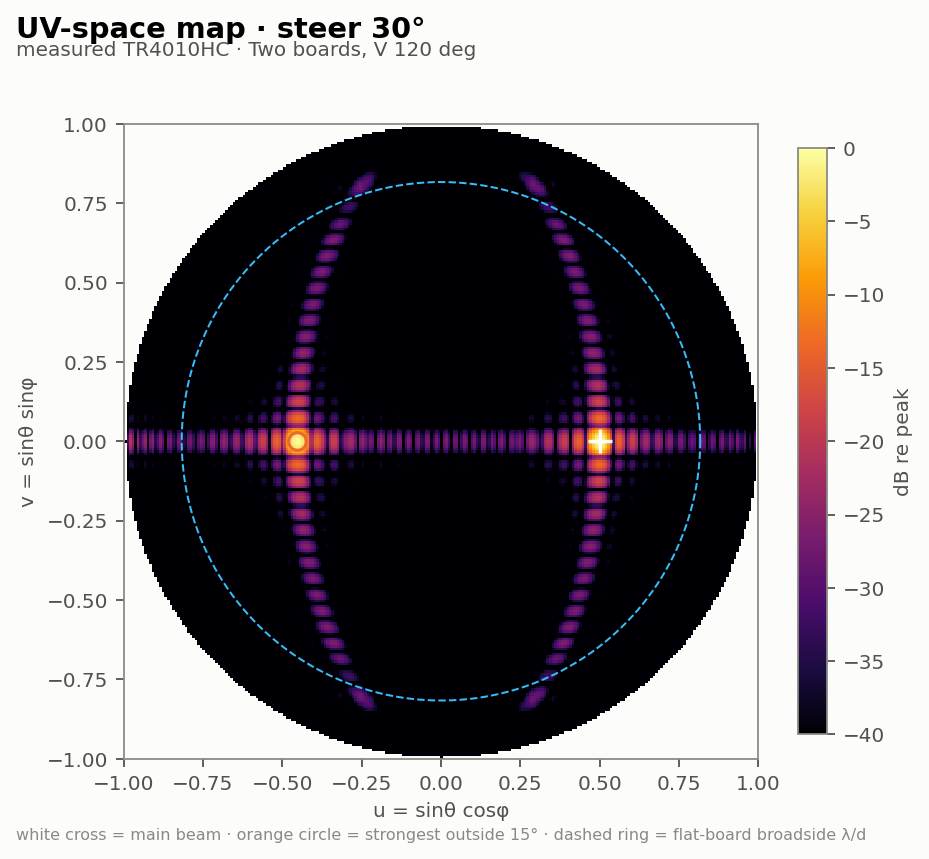 UV-space map · steer 30°
measured TR4010HC · Two boards, V 120 deg
1.00
0.75
0.50
0.25
0.00
−0.25
−0.50
−0.75
−1.00
v = sinθ sinφ
−1.00 −0.75 −0.50 −0.25 0.00 0.25 0.50 0.75 1.00
u = sinθ cosφ
0
−5
−10
−15
−20
−25
−30
−35
−40
dB re peak
white cross = main beam · orange circle = strongest outside 15° · dashed ring = flat-board broadside λ/d